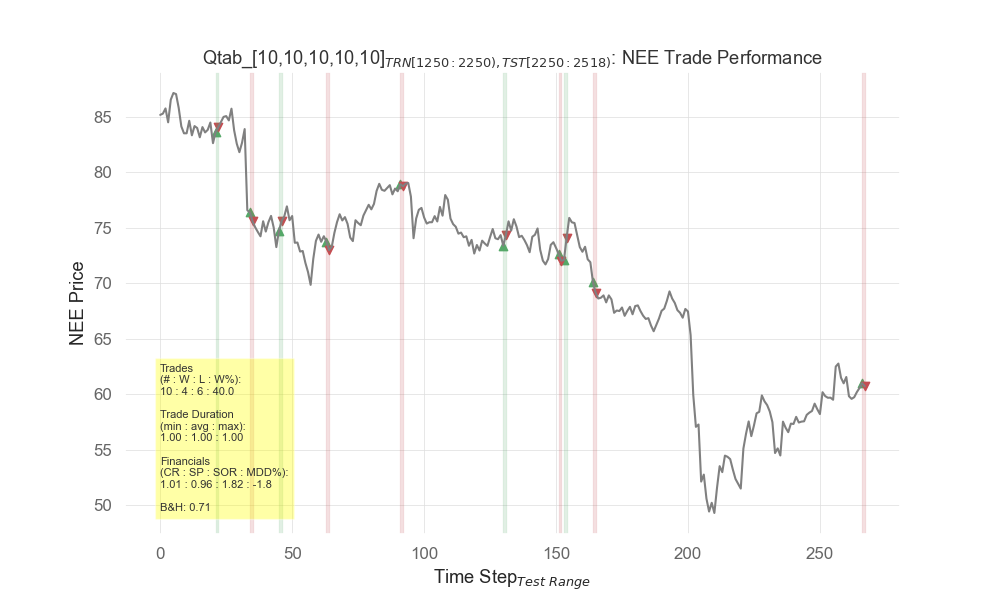 Qtab_[10,10,10,10,10]TRN[1250:2250),TST[2250:2518): NEE Trade Performance
NEE Price
85
80
75
70
65
60
55
50
Trades
(# : W : L : W%):
10 : 4 : 6 : 40.0
Trade Duration
(min : avg : max):
1.00 : 1.00 : 1.00
Financials
(CR : SP : SOR : MDD%):
1.01 : 0.96 : 1.82 : -1.8
B&H: 0.71
0 50 100 150 200 250
Time StepTest Range